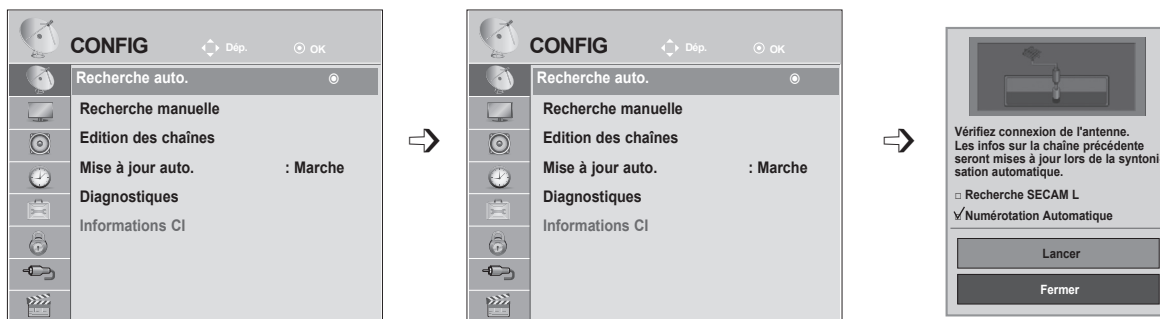 CONFIG Dép. OK
Recherche auto.
Recherche manuelle
Edition des chaînes
Mise à jour auto. : Marche
Diagnostiques
Informations CI
CONFIG Dép. OK
Recherche auto.
Recherche manuelle
Edition des chaînes
Mise à jour auto. : Marche
Diagnostiques
Informations CI
Vérifiez connexion de l'antenne.
Les infos sur la chaîne précédente
seront mises à jour lors de la syntoni
sation automatique.
Recherche SECAM L
Numérotation Automatique
Lancer
Fermer